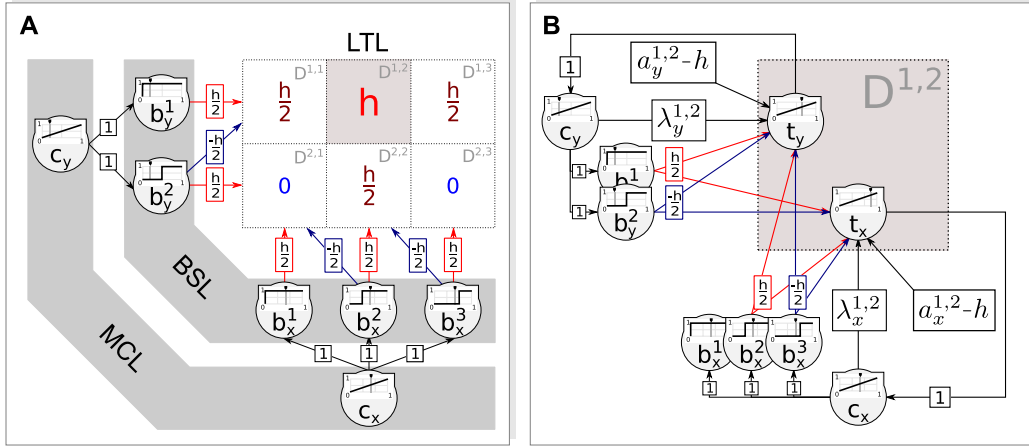 A
LTL
D^{1,1} D^{1,2} D^{1,3}
h/2 h h/2
D^{2,1} D^{2,2} D^{2,3}
0 h/2 0
c_y
b_y^1
b_y^2
1
1
h/2
-h/2
h/2
h/2 -h/2 h/2 -h/2 h/2
BSL
MCL
b_x^1 b_x^2 b_x^3
1 1 1
c_x
B
1
a_y^{1,2}-h
D^{1,2}
c_y
λ_y^{1,2}
t_y
1
b_y^1
h/2
1
b_y^2
-h/2
t_x
h/2 -h/2
λ_x^{1,2} a_x^{1,2}-h
b_x^1 b_x^2 b_x^3
1 1 1
c_x
1